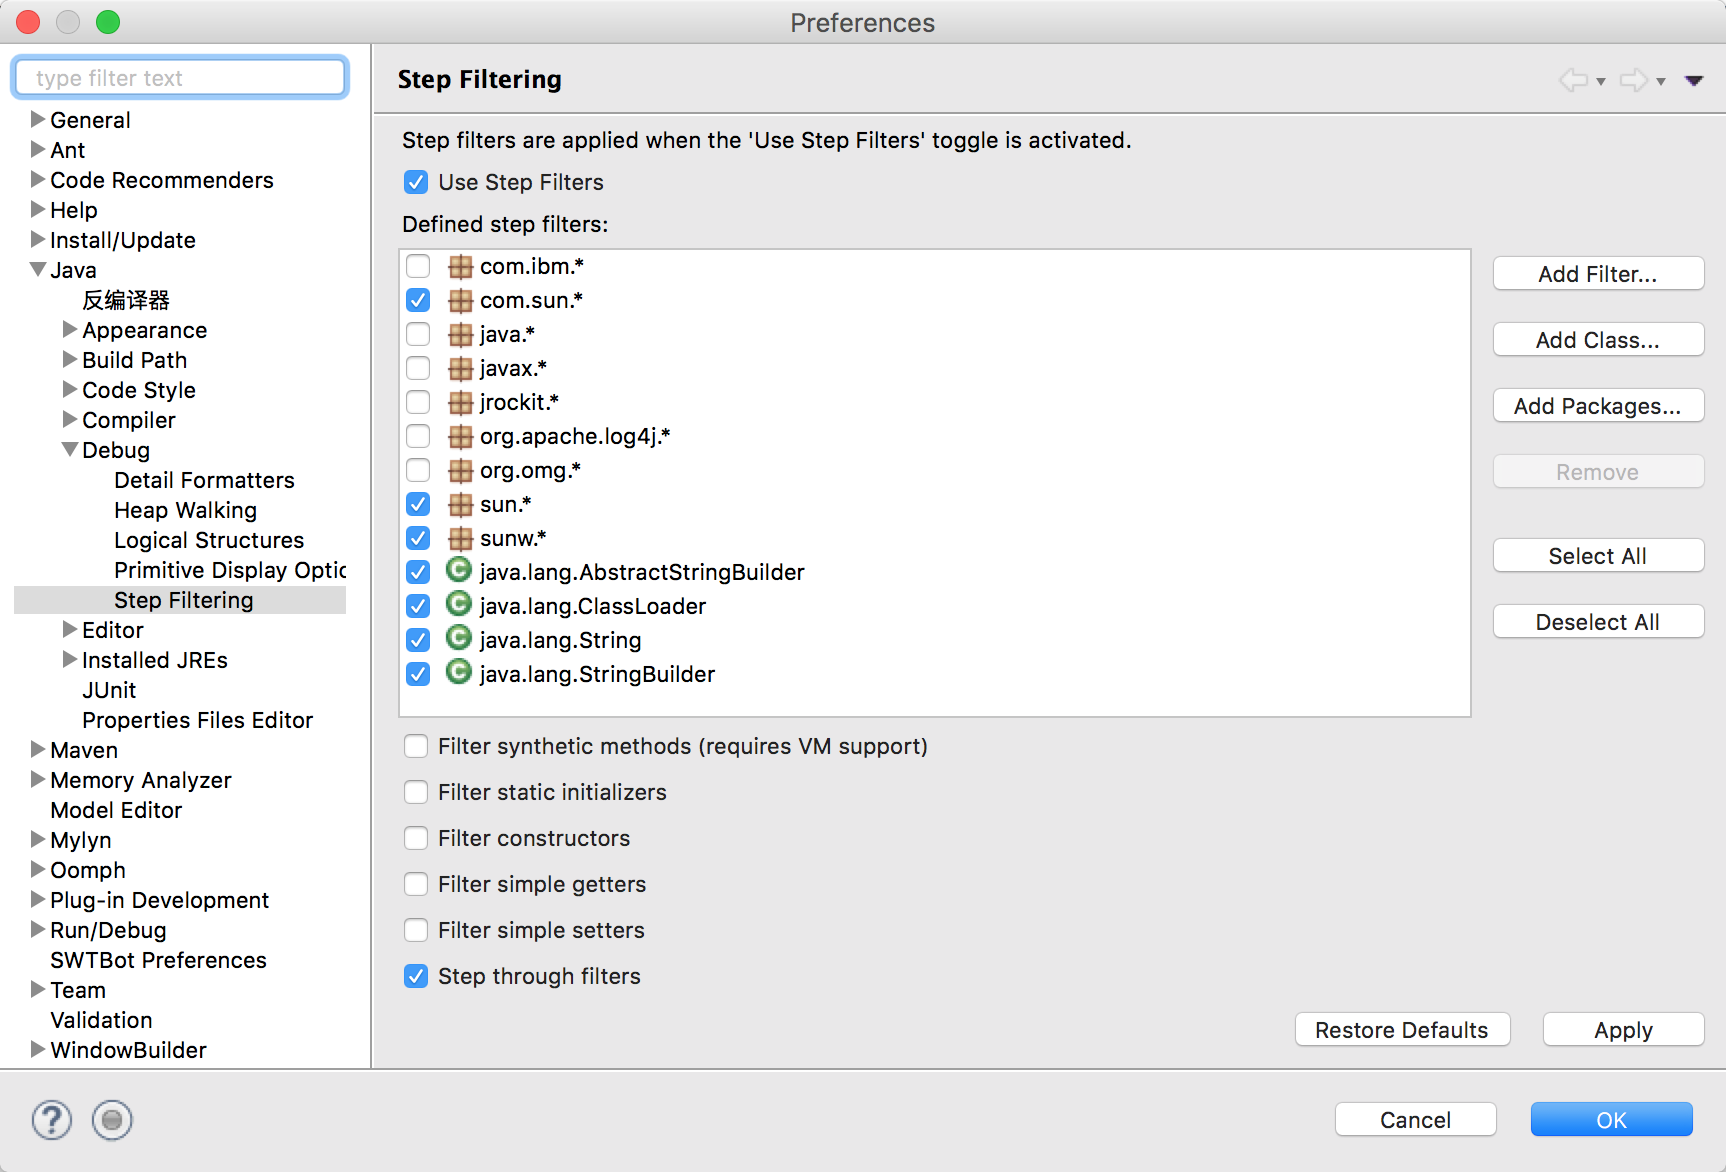 Preferences
type filter text
General
Ant
Code Recommenders
Help
Install/Update
Java
反编译器
Appearance
Build Path
Code Style
Compiler
Debug
Detail Formatters
Heap Walking
Logical Structures
Primitive Display Optic
Step Filtering
Editor
Installed JREs
JUnit
Properties Files Editor
Maven
Memory Analyzer
Model Editor
Mylyn
Oomph
Plug-in Development
Run/Debug
SWTBot Preferences
Team
Validation
WindowBuilder
Step Filtering
Step filters are applied when the 'Use Step Filters' toggle is activated.
Use Step Filters
Defined step filters:
com.ibm.*
com.sun.*
java.*
javax.*
jrockit.*
org.apache.log4j.*
org.omg.*
sun.*
sunw.*
java.lang.AbstractStringBuilder
java.lang.ClassLoader
java.lang.String
java.lang.StringBuilder
Add Filter...
Add Class...
Add Packages...
Remove
Select All
Deselect All
Filter synthetic methods (requires VM support)
Filter static initializers
Filter constructors
Filter simple getters
Filter simple setters
Step through filters
Restore Defaults
Apply
?
Cancel
OK